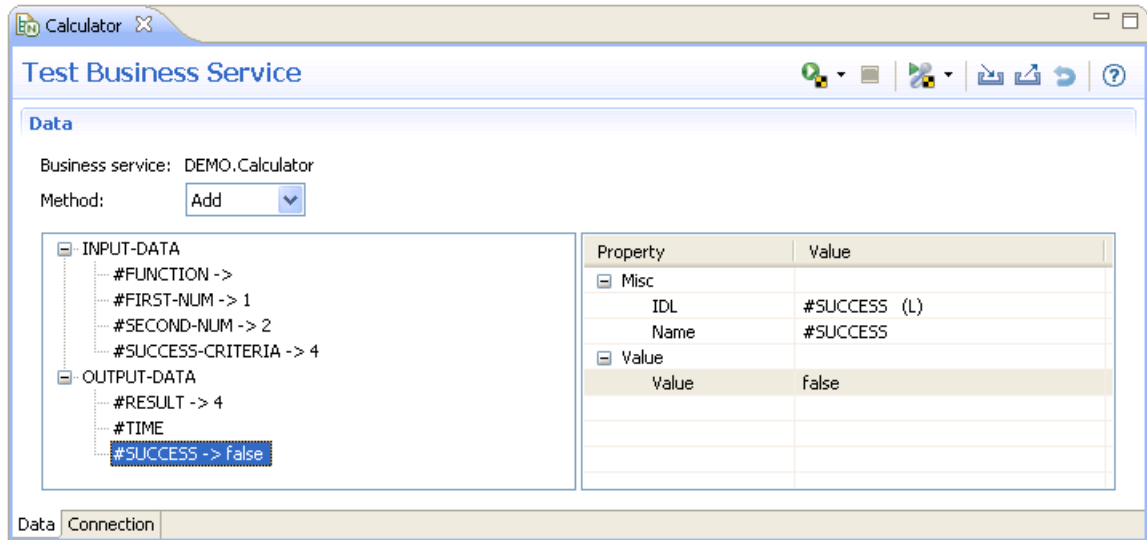 Calculator
Test Business Service
Data
Business service: DEMO.Calculator
Method: Add
INPUT-DATA
#FUNCTION ->
#FIRST-NUM -> 1
#SECOND-NUM -> 2
#SUCCESS-CRITERIA -> 4
OUTPUT-DATA
#RESULT -> 4
#TIME
#SUCCESS -> false
Property Value
Misc
IDL #SUCCESS (L)
Name #SUCCESS
Value
Value false
Data Connection